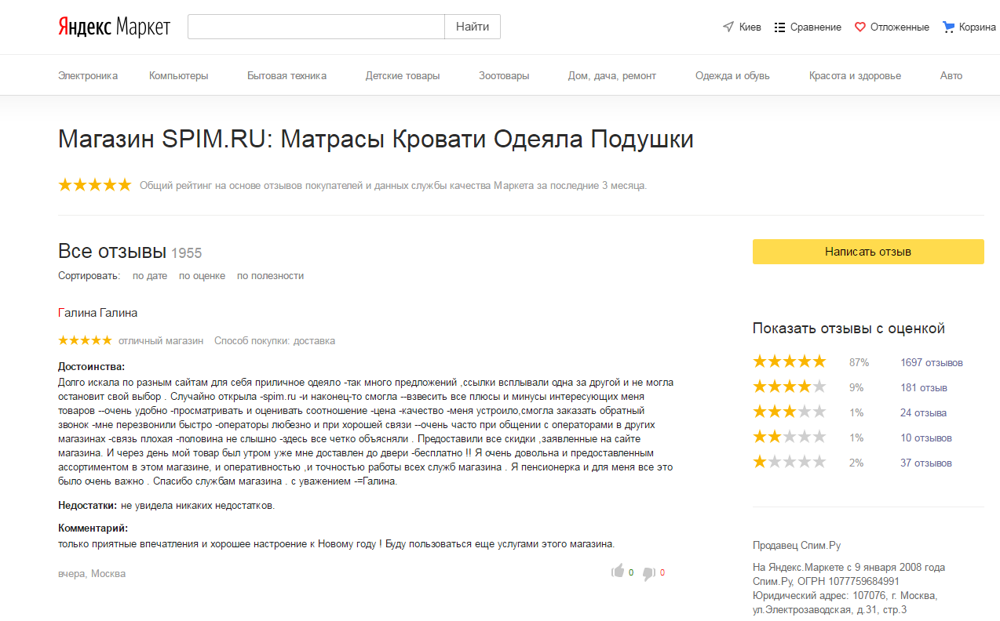 Яндекс Маркет
Найти
Киев
Сравнение
Отложенные
Корзина
Электроника
Компьютеры
Бытовая техника
Детские товары
Зоотовары
Дом, дача, ремонт
Одежда и обувь
Красота и здоровье
Авто
Магазин SPIM.RU: Матрасы Кровати Одеяла Подушки
Общий рейтинг на основе отзывов покупателей и данных службы качества Маркета за последние 3 месяца.
Все отзывы 1955
Сортировать: по дате по оценке по полезности
Галина Галина
отличный магазин Способ покупки: доставка
Достоинства:
Долго искала по разным сайтам для себя приличное одеяло -так много предложений ,ссылки всплывали одна за другой и не могла
остановит свой выбор . Случайно открыла -spim.ru -и наконец-то смогла --взвесить все плюсы и минусы интересующих меня
товаров --очень удобно -просматривать и оценивать соотношение -цена -качество -меня устроило,смогла заказать обратный
звонок -мне перезвонили быстро -операторы любезно и при хорошей связи --очень часто при общении с операторами в других
магазинах -связь плохая -половина не слышно -здесь все четко объясняли . Предоставили все скидки ,заявленные на сайте
магазина. И через день мой товар был утром уже мне доставлен до двери -бесплатно !! Я очень довольна и предоставленным
ассортиментом в этом магазине, и оперативностью ,и точностью работы всех служб магазина . Я пенсионерка и для меня все это
было очень важно . Спасибо службам магазина . с уважением -=Галина.
Недостатки: не увидела никаких недостатков.
Комментарий:
только приятные впечатления и хорошее настроение к Новому году ! Буду пользоваться еще услугами этого магазина.
вчера, Москва
0 0
Написать отзыв
Показать отзывы с оценкой
87% 1697 отзывов
9% 181 отзыв
1% 24 отзыва
1% 10 отзывов
2% 37 отзывов
Продавец Спим.Ру
На Яндекс.Маркете с 9 января 2008 года
Спим.Ру, ОГРН 1077759684991
Юридический адрес: 107076, г. Москва,
ул.Электрозаводская, д.31, стр.3